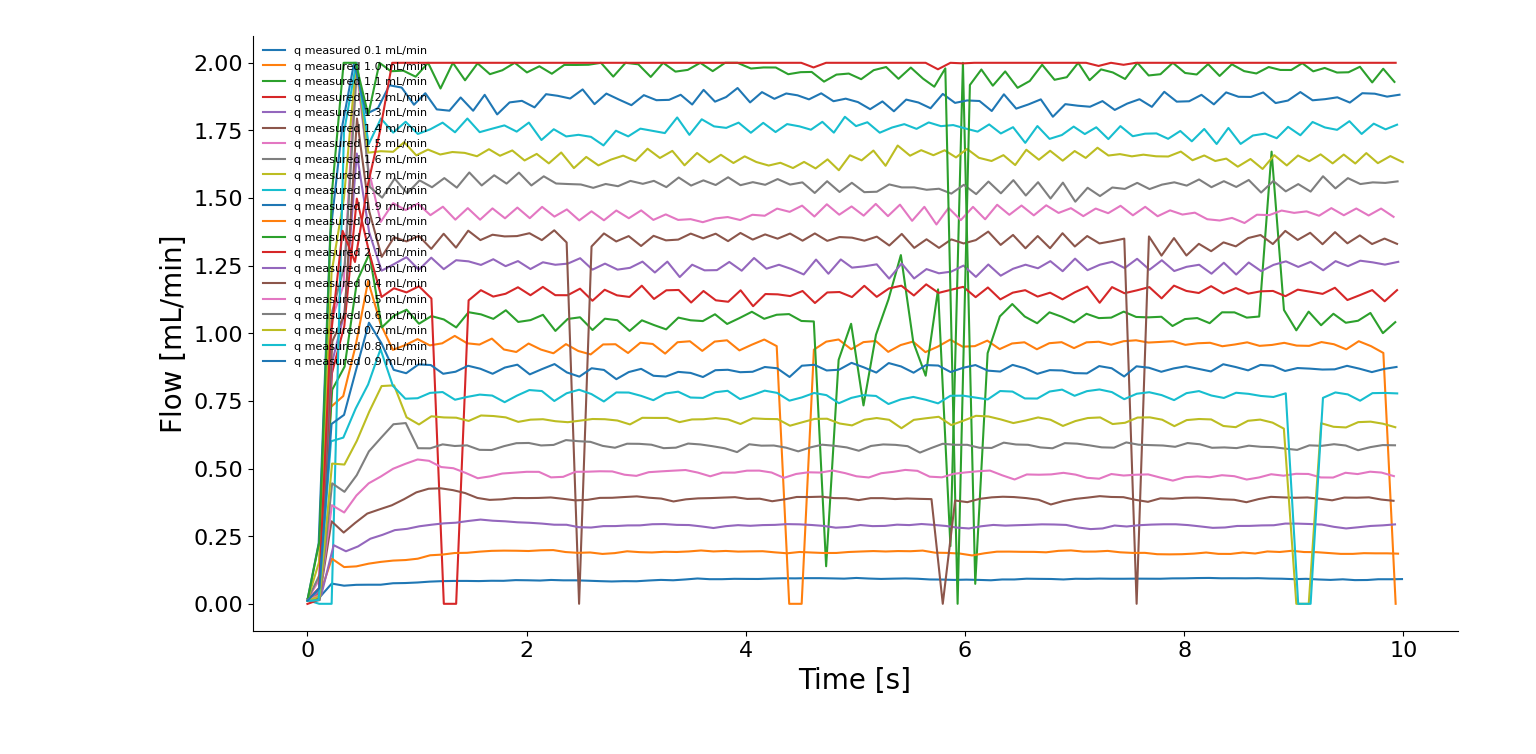 2.00
1.75
1.50
1.25
1.00
0.75
0.50
0.25
0.00
Flow [mL/min]
q measured 0.1 mL/min
q measured 1.0 mL/min
q measured 1.1 mL/min
q measured 1.2 mL/min
q measured 1.3 mL/min
q measured 1.4 mL/min
q measured 1.5 mL/min
q measured 1.6 mL/min
q measured 1.7 mL/min
q measured 1.8 mL/min
q measured 1.9 mL/min
q measured 0.2 mL/min
q measured 2.0 mL/min
q measured 2.1 mL/min
q measured 0.3 mL/min
q measured 0.4 mL/min
q measured 0.5 mL/min
q measured 0.6 mL/min
q measured 0.7 mL/min
q measured 0.8 mL/min
q measured 0.9 mL/min
0 2 4 6 8 10
Time [s]